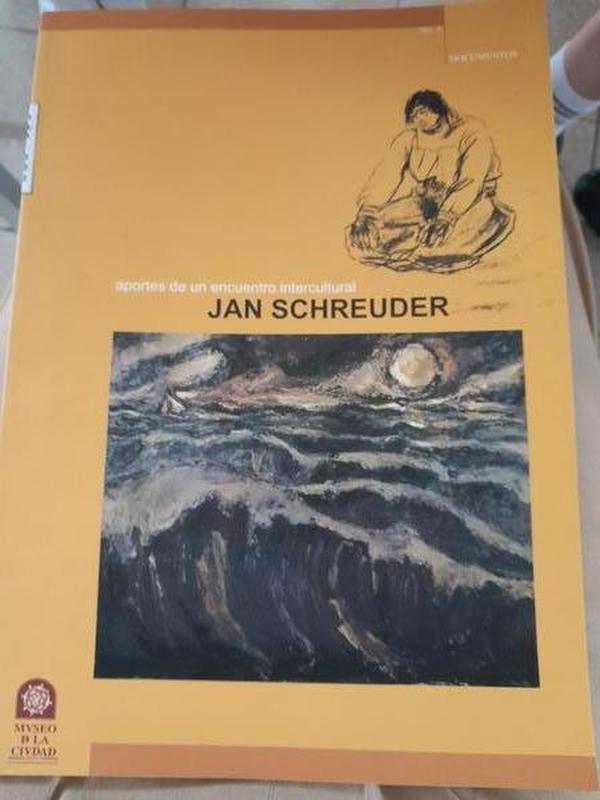 DOCUMENTOS
aportes de un encuentro intercultural
JAN SCHREUDER
MVSEO
D LA
CIVDAD